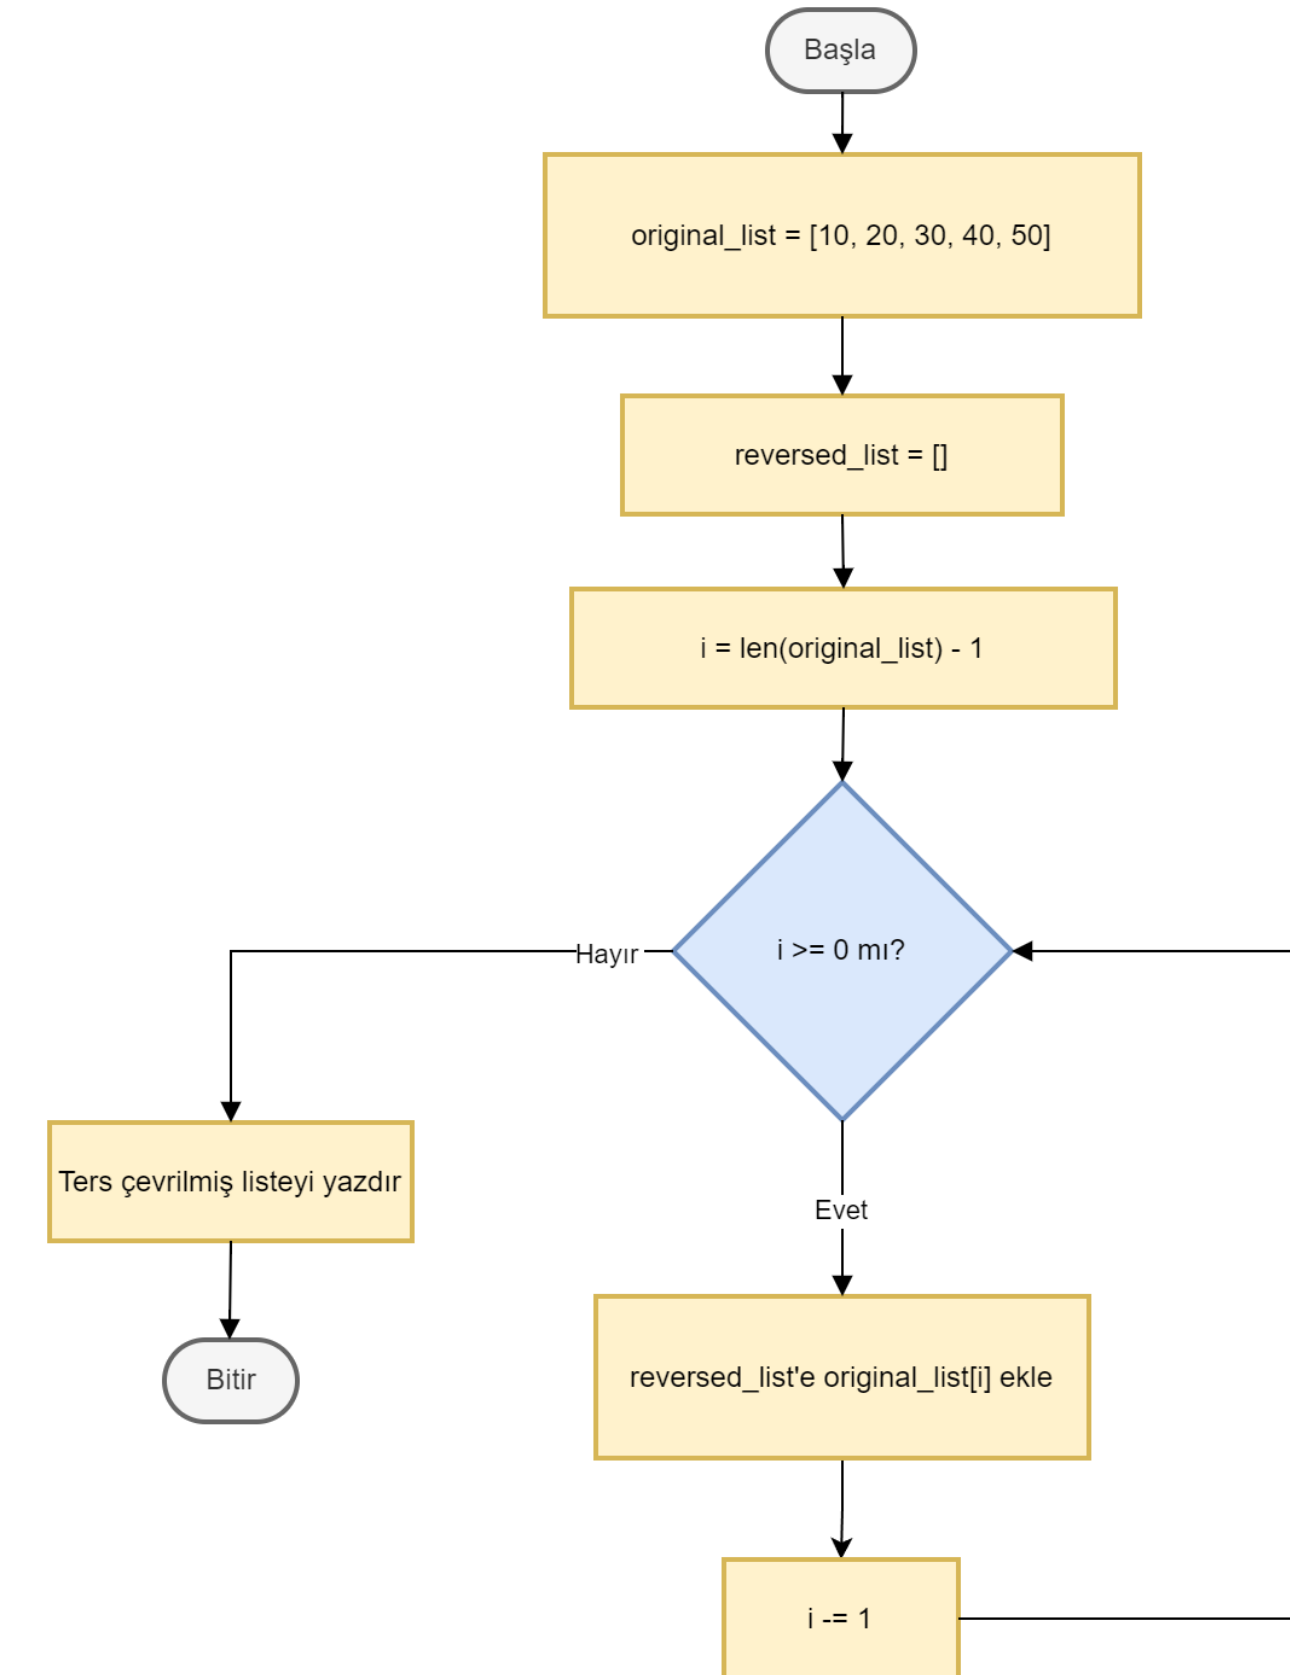 Başla
original_list = [10, 20, 30, 40, 50]
reversed_list = []
i = len(original_list) - 1
i >= 0 mı?
Hayır
Ters çevrilmiş listeyi yazdır
Evet
Bitir
reversed_list'e original_list[i] ekle
i -= 1